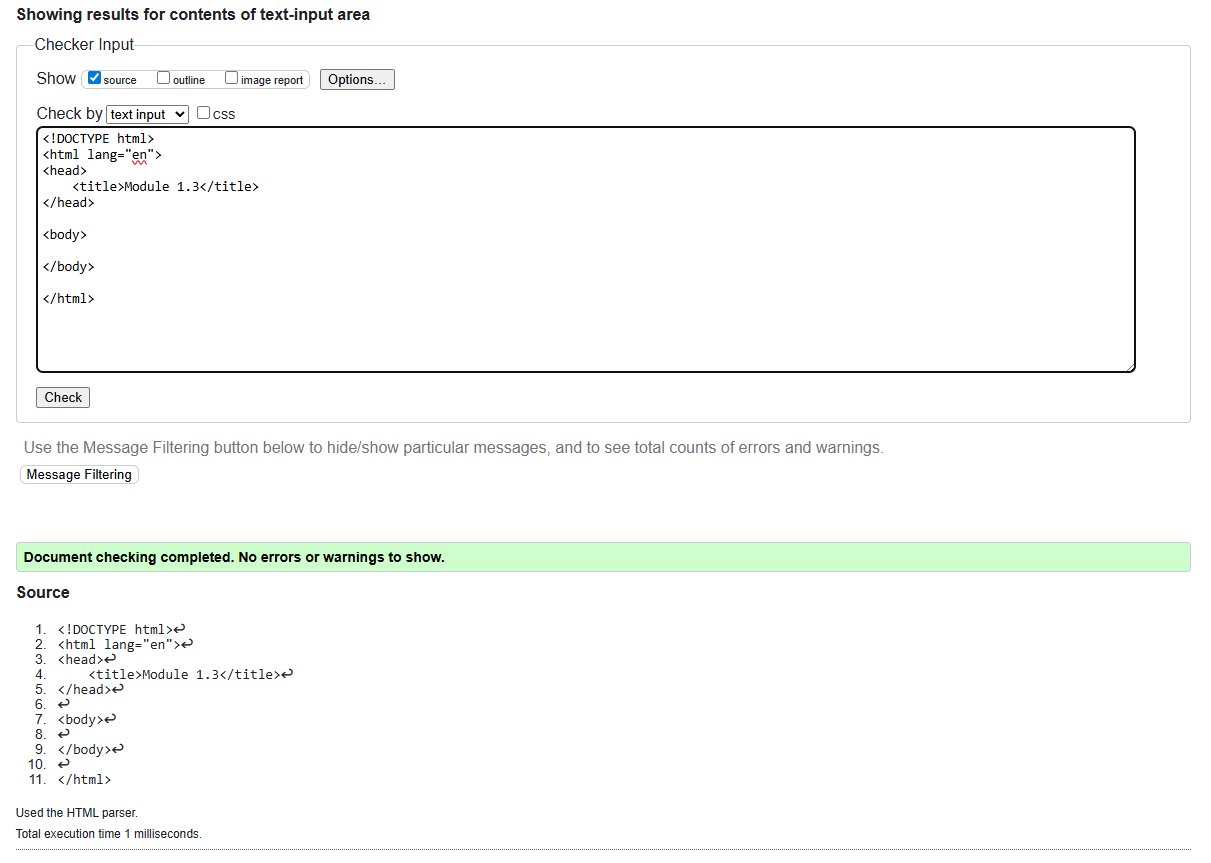 Showing results for contents of text-input area
Checker Input
Show source outline image report Options...
Check by text input css
<!DOCTYPE html>
<html lang="en">
<head>
    <title>Module 1.3</title>
</head>
<body>
</body>
</html>
Check
Use the Message Filtering button below to hide/show particular messages, and to see total counts of errors and warnings.
Message Filtering
Document checking completed. No errors or warnings to show.
Source
1. <!DOCTYPE html>↩
2. <html lang="en">↩
3. <head>↩
4.     <title>Module 1.3</title>↩
5. </head>↩
6. ↩
7. <body>↩
8. ↩
9. </body>↩
10. ↩
11. </html>
Used the HTML parser.
Total execution time 1 milliseconds.